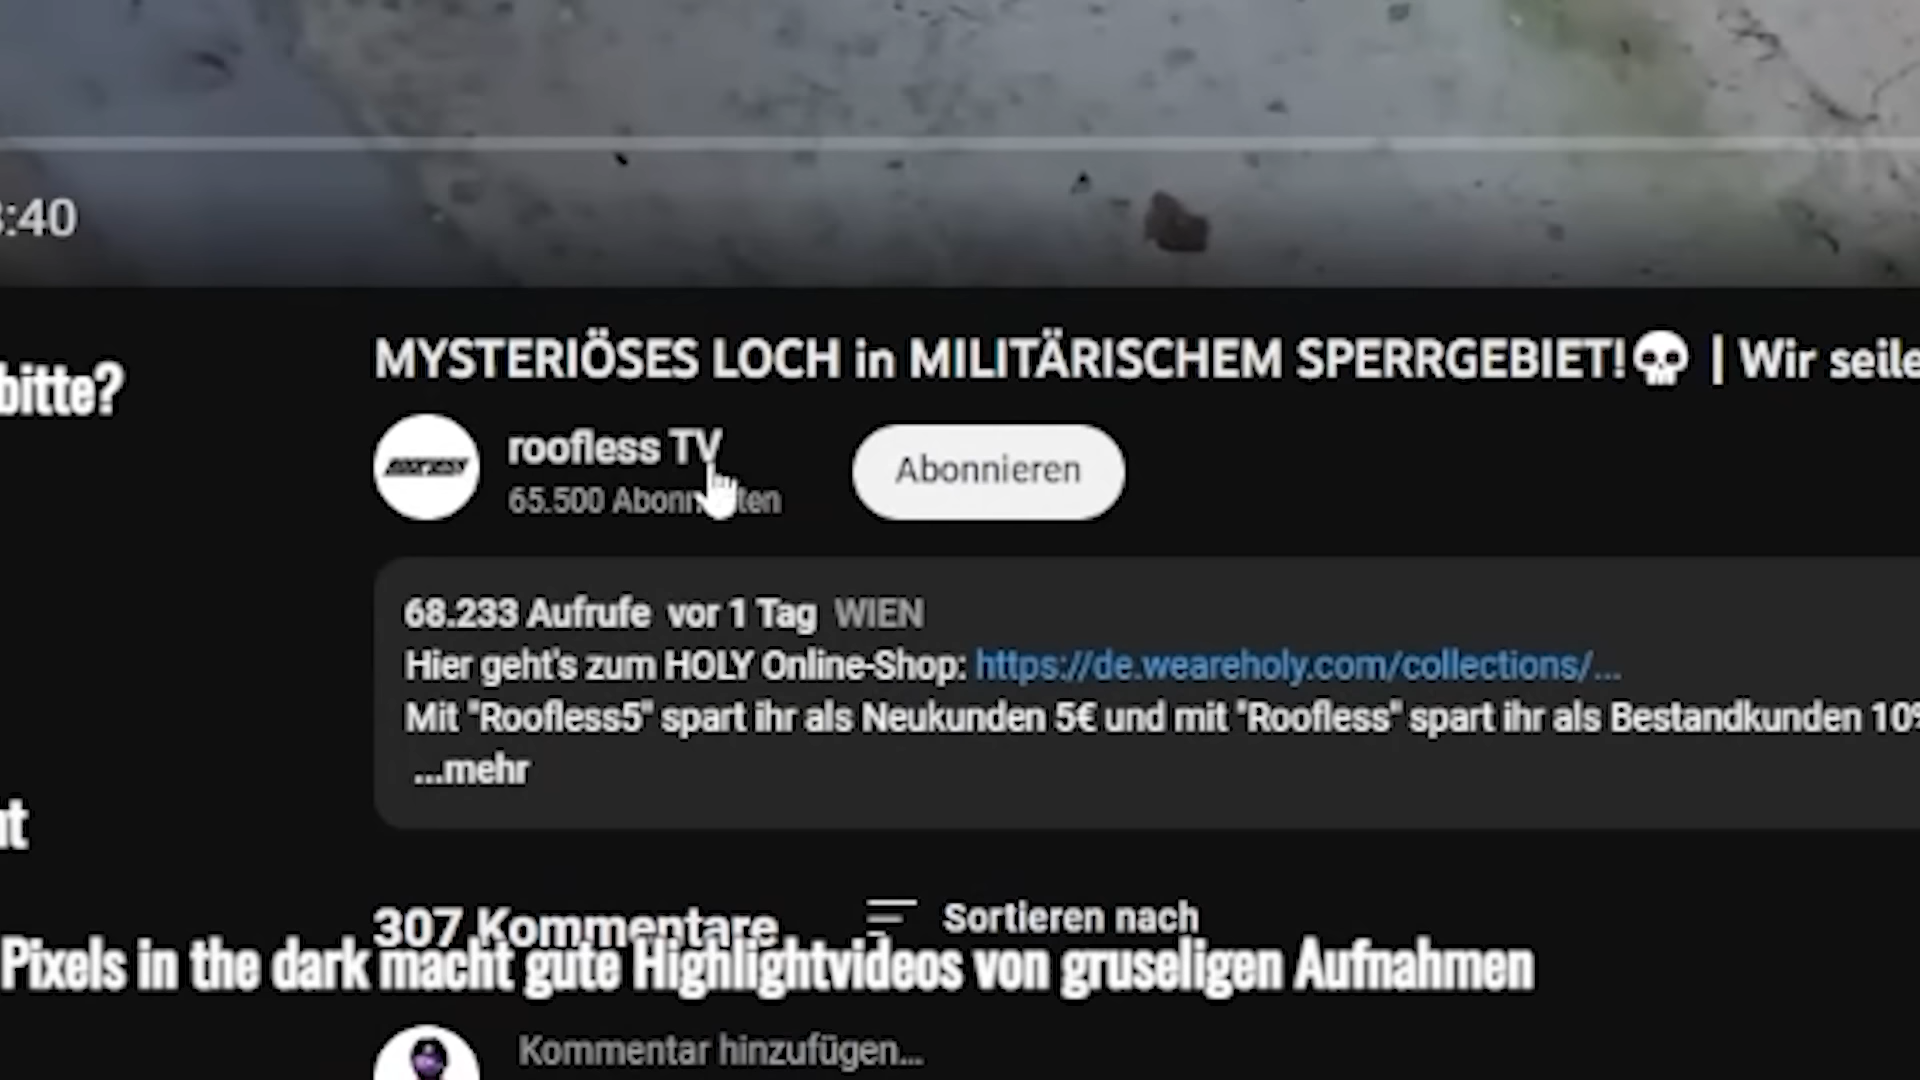 :40
MYSTERIÖSES LOCH in MILITÄRISCHEM SPERRGEBIET!💀 | Wir seile
bitte?
roofless TV
65.500
Abonnieren
68.233 Aufrufe vor 1 Tag WIEN
Hier geht's zum HOLY Online-Shop: https://de.weareholy.com/collections/...
Mit "Roofless5" spart ihr als Neukunden 5€ und mit "Roofless" spart ihr als Bestandkunden 10%
...mehr
nt
307 Kommentare
Sortieren nach
Pixels in the dark macht gute Highlightvideos von gruseligen Aufnahmen
Kommentar hinzufügen...